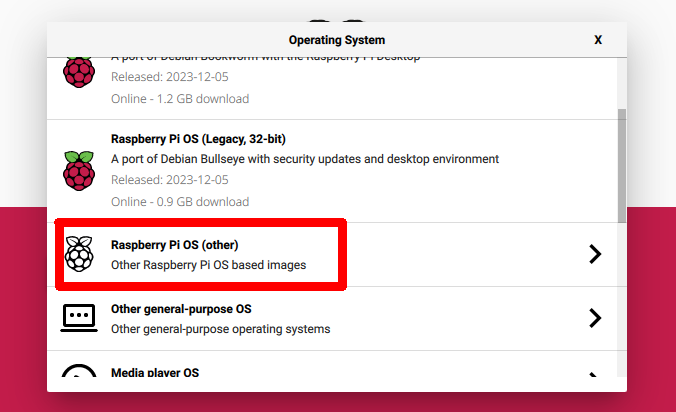 Operating System
X
A port of Debian Bookworm with the Raspberry Pi Desktop
Released: 2023-12-05
Online - 1.2 GB download
Raspberry Pi OS (Legacy, 32-bit)
A port of Debian Bullseye with security updates and desktop environment
Released: 2023-12-05
Online - 0.9 GB download
Raspberry Pi OS (other)
Other Raspberry Pi OS based images
Other general-purpose OS
Other general-purpose operating systems
Media player OS